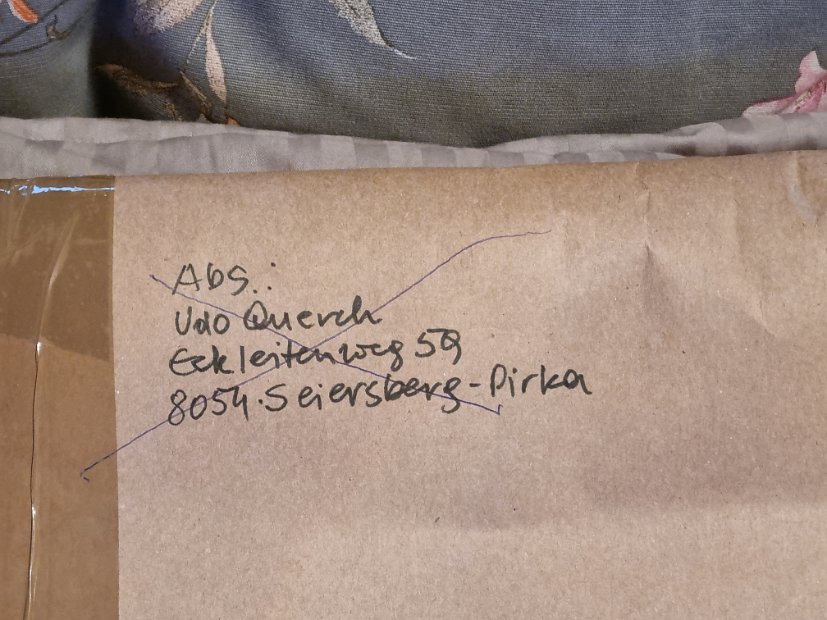 Abs.:
Udo Querch
Eckleitenweg 59
8054 Seiersberg-Pirka